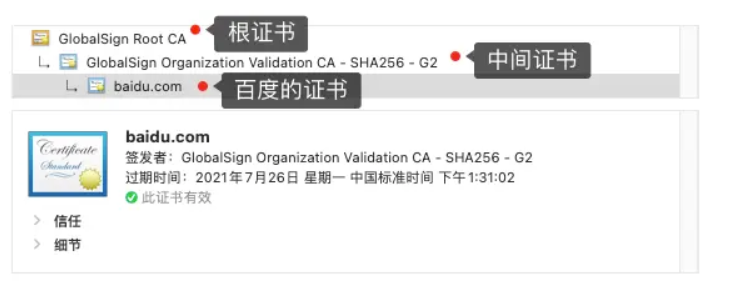 GlobalSign Root CA 根证书
GlobalSign Organization Validation CA - SHA256 - G2 中间证书
baidu.com 百度的证书
Certificate
Standard
baidu.com
签发者：GlobalSign Organization Validation CA - SHA256 - G2
过期时间：2021年7月26日 星期一 中国标准时间 下午1:31:02
此证书有效
信任
细节